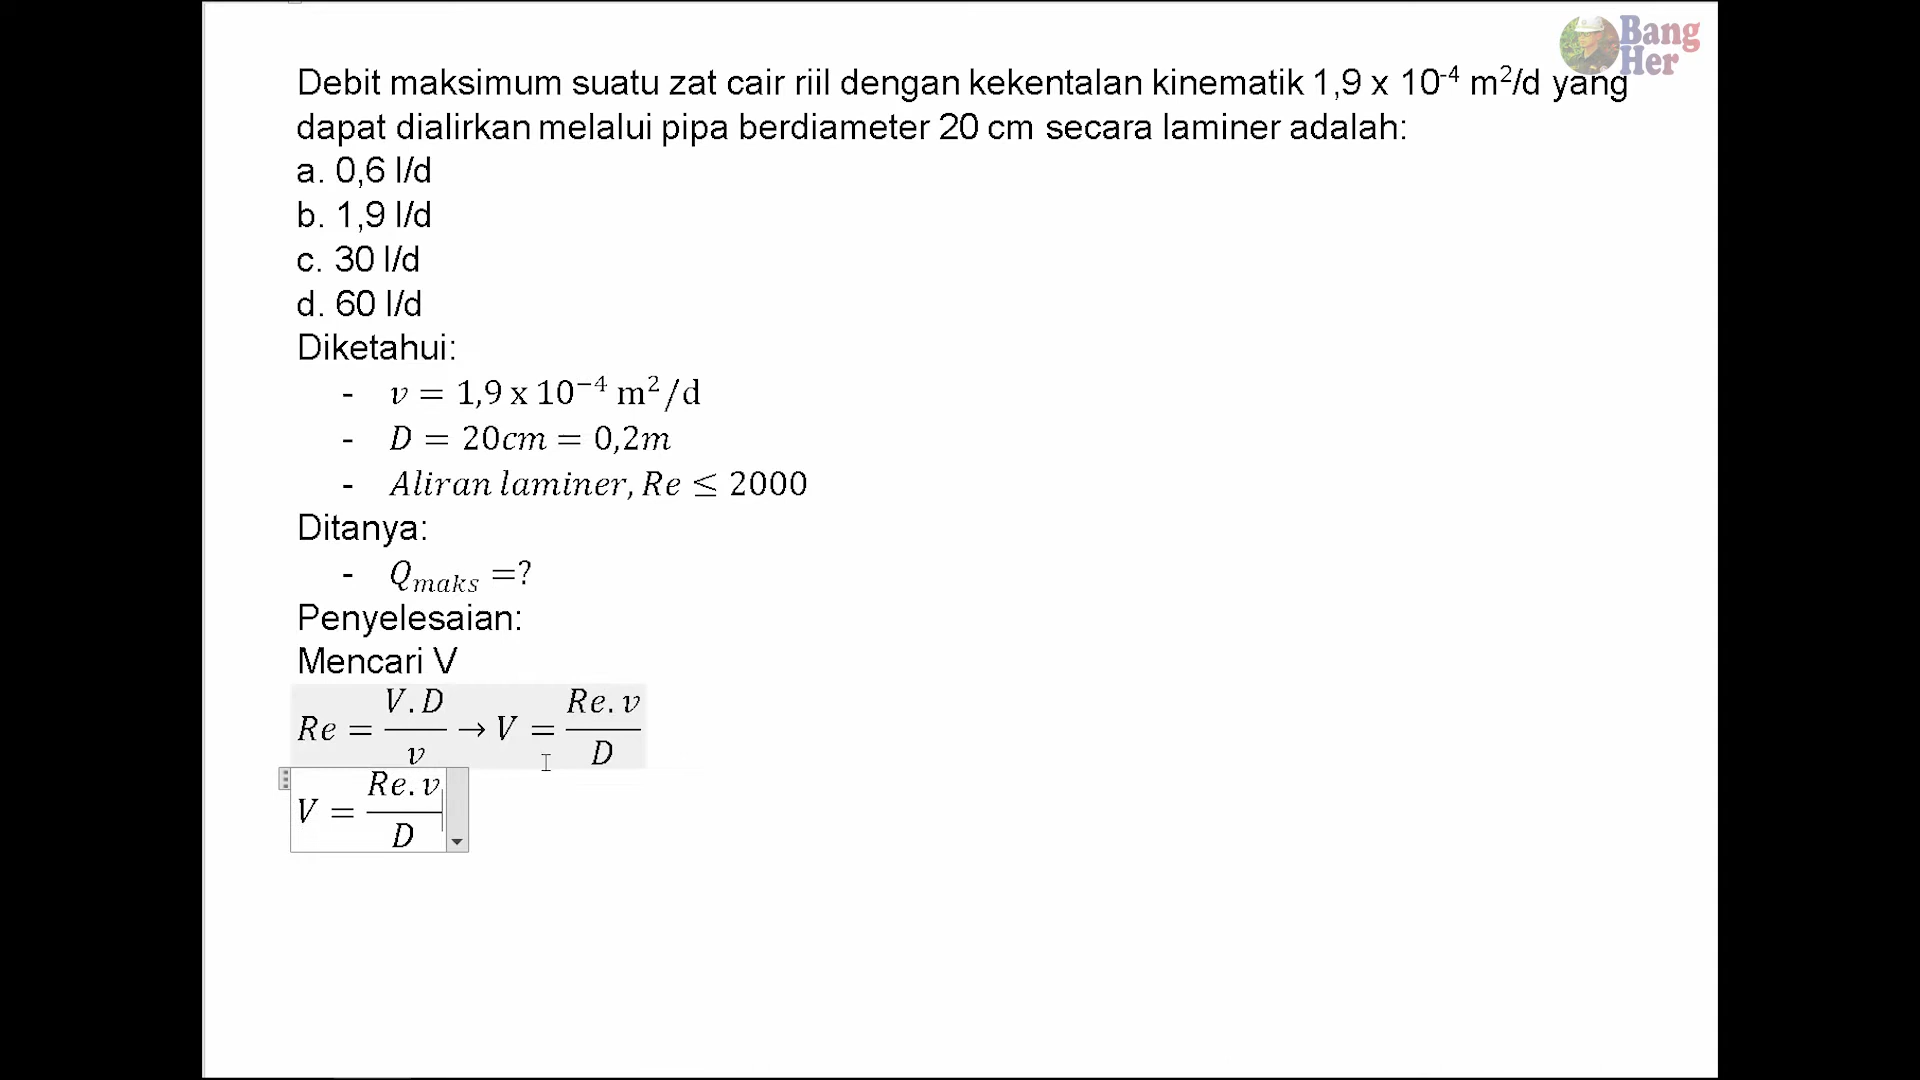 Bang
Her
Debit maksimum suatu zat cair riil dengan kekentalan kinematik 1,9 x 10⁻⁴ m²/d yang
dapat dialirkan melalui pipa berdiameter 20 cm secara laminer adalah:
a. 0,6 l/d
b. 1,9 l/d
c. 30 l/d
d. 60 l/d
Diketahui:
- v = 1,9 x 10⁻⁴ m²/d
- D = 20cm = 0,2m
- Aliran laminer, Re ≤ 2000
Ditanya:
- Q_maks =?
Penyelesaian:
Mencari V
Re = V.D/v → V = Re.v/D
V = Re.v/D